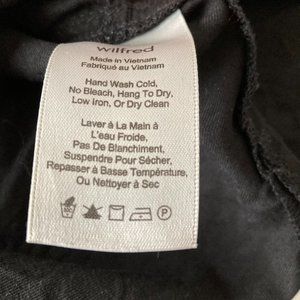 wilfred
Made in Vietnam
Fabriqué au Vietnam
Hand Wash Cold,
No Bleach, Hang To Dry,
Low Iron, Or Dry Clean
Laver À La Main à
L'eau Froide,
Pas De Blanchiment,
Suspendre Pour Sécher,
Repasser à Basse Température,
Ou Nettoyer à Sec
P